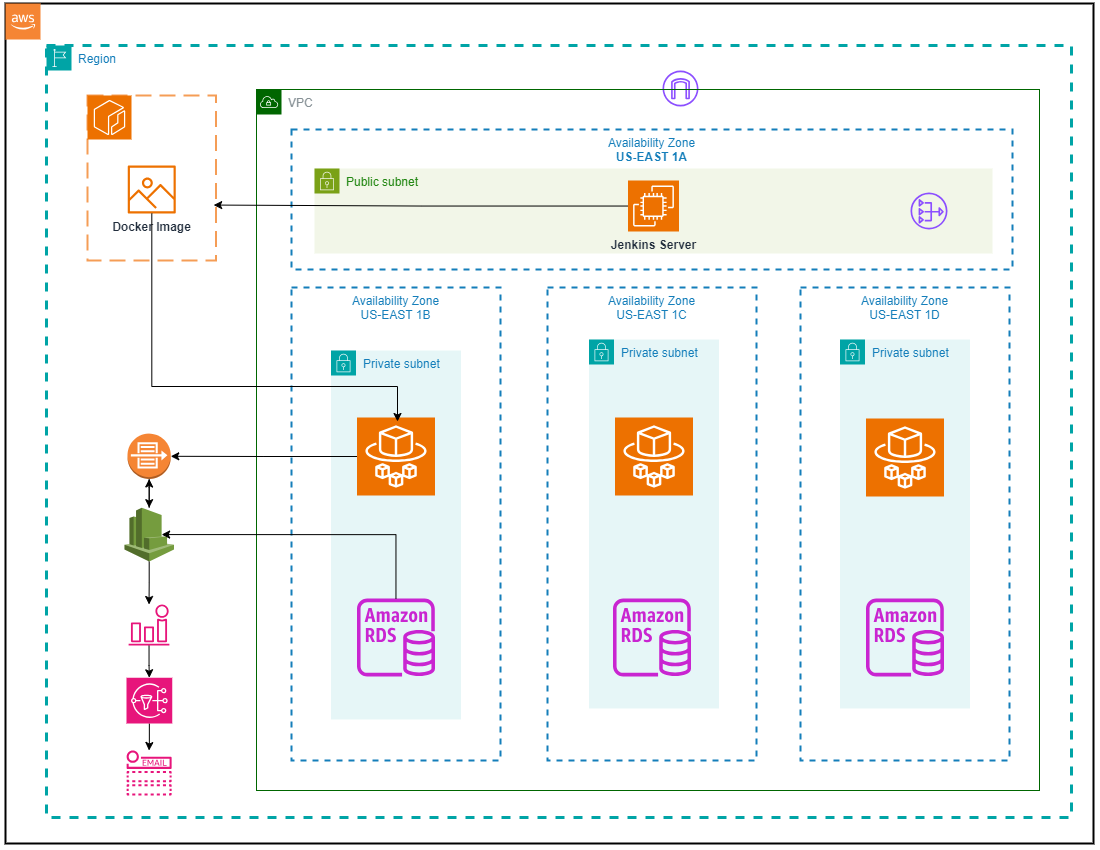 aws
Region
VPC
Availability Zone
US-EAST 1A
Public subnet
Docker Image
Jenkins Server
Availability Zone
US-EAST 1B
Availability Zone
US-EAST 1C
Availability Zone
US-EAST 1D
Private subnet
Private subnet
Private subnet
Amazon
RDS
Amazon
RDS
Amazon
RDS
EMAIL